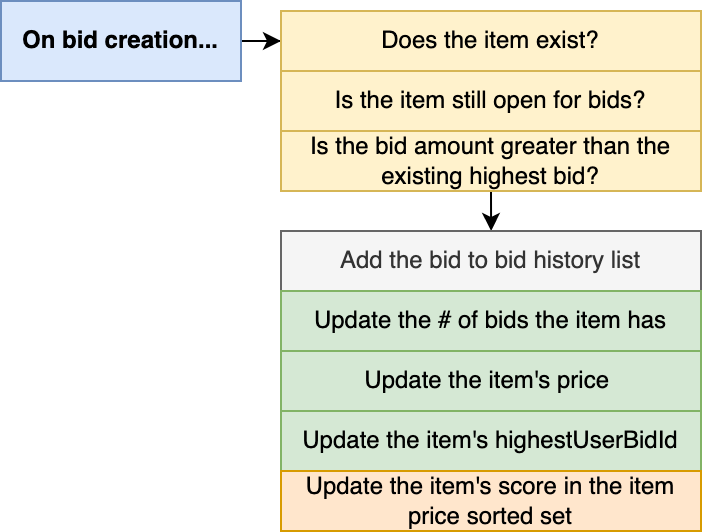 On bid creation...
Does the item exist?
Is the item still open for bids?
Is the bid amount greater than the
existing highest bid?
Add the bid to bid history list
Update the # of bids the item has
Update the item's price
Update the item's highestUserBidId
Update the item's score in the item
price sorted set